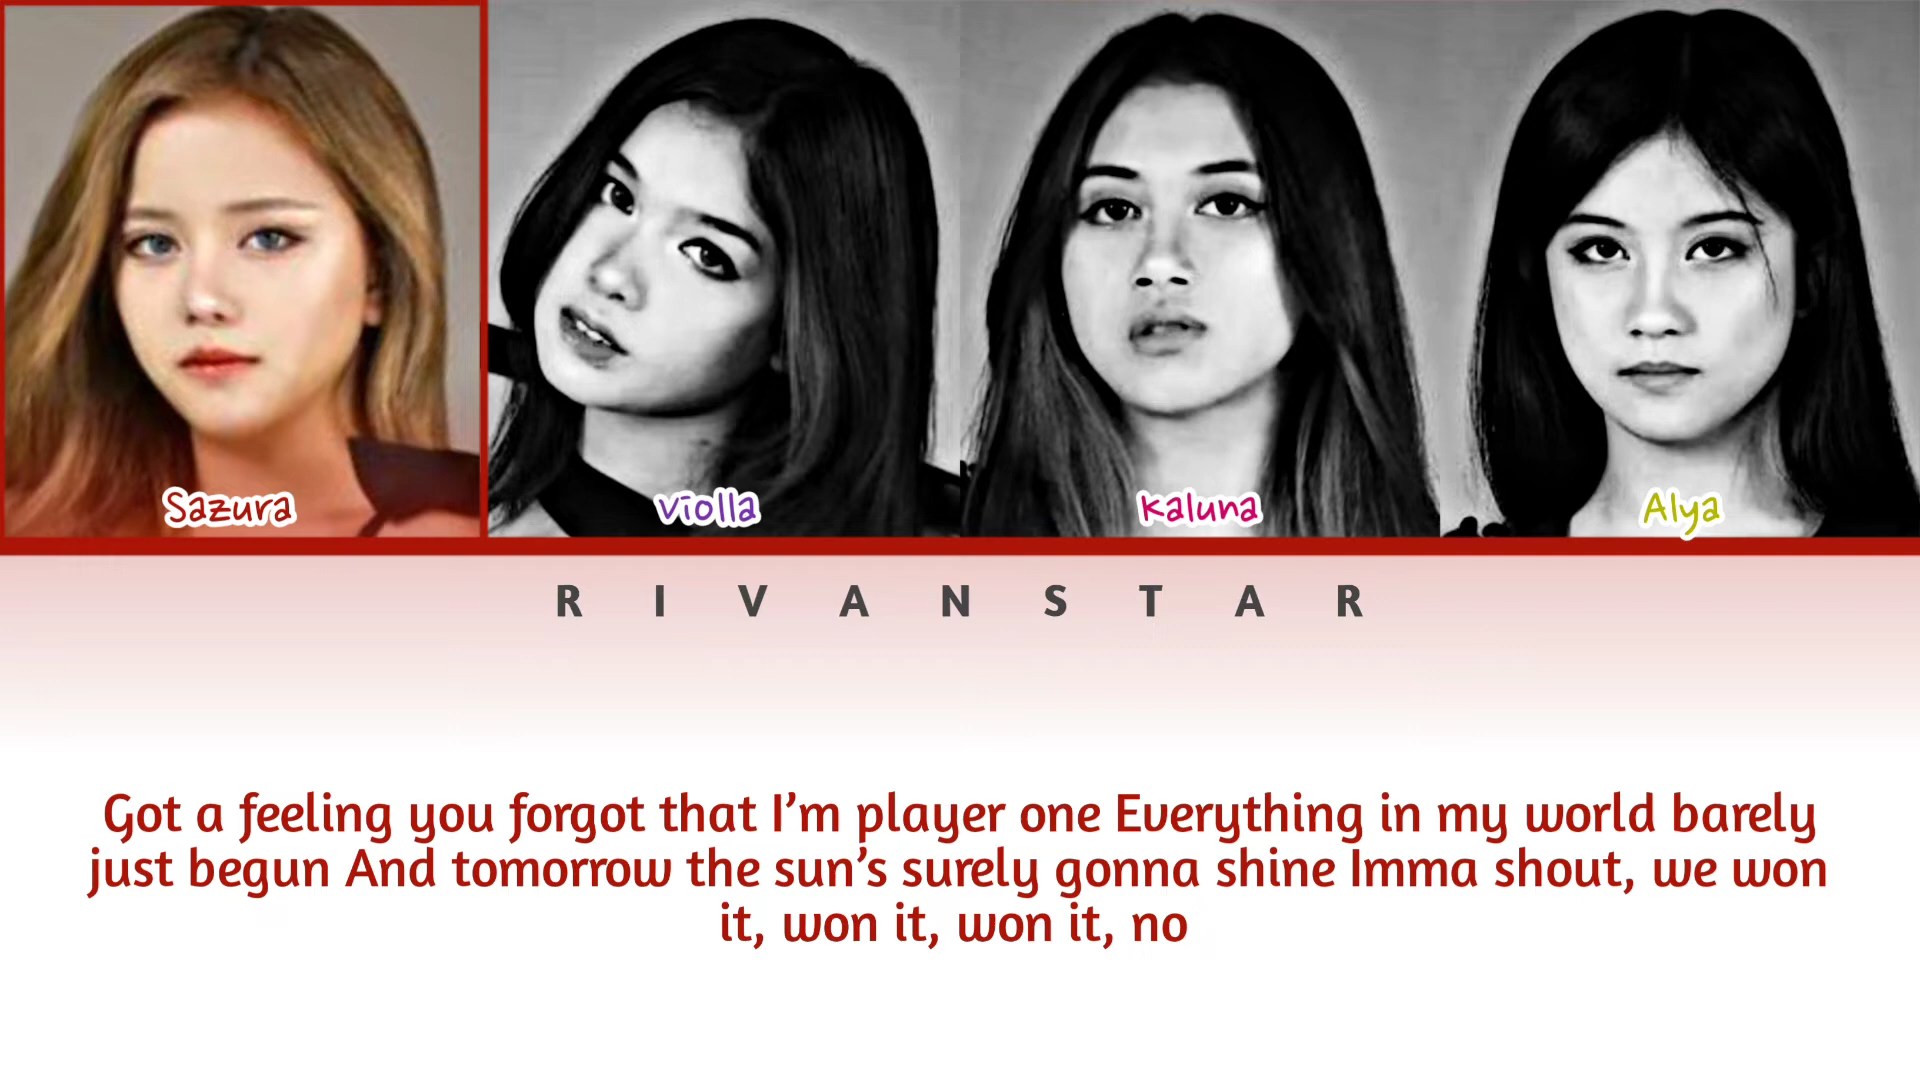 Sazura
Violla
Kaluna
Alya
RIVANSTAR
Got a feeling you forgot that I’m player one Everything in my world barely
just begun And tomorrow the sun’s surely gonna shine Imma shout, we won
it, won it, won it, no